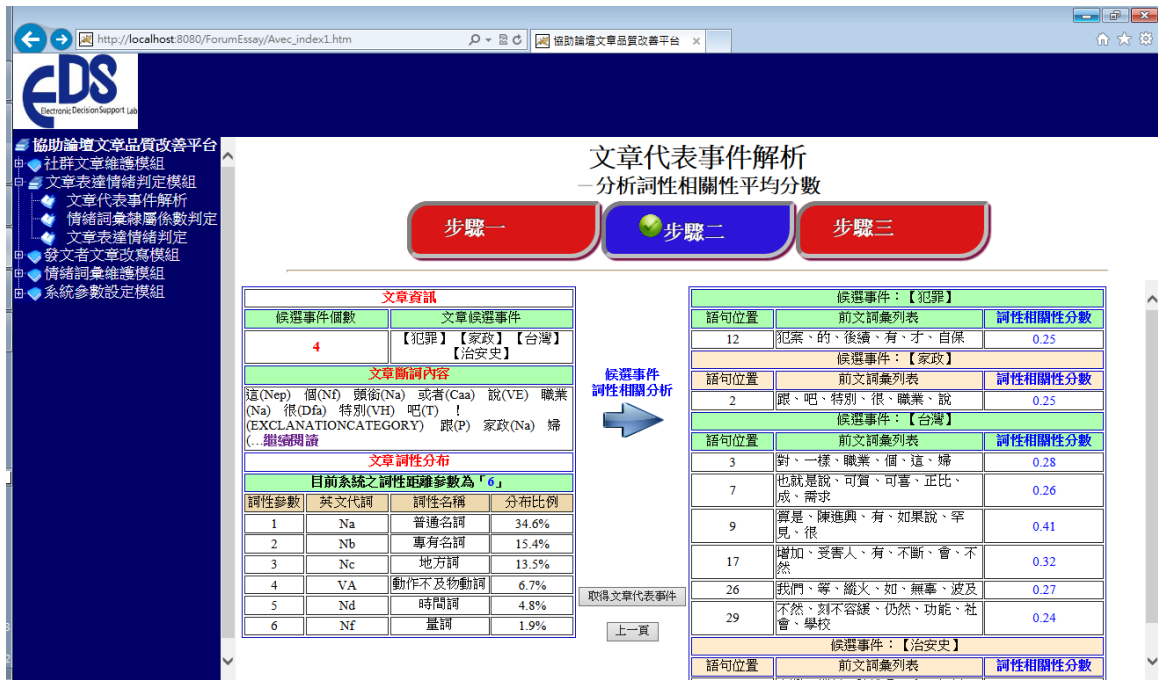 http://localhost:8080/ForumEssay/Avec_index1.htm
協助論壇文章品質改善平台
EDS
Electronic Decision Support Lab
協助論壇文章品質改善平台
社群文章維護模組
文章表達情緒判定模組
文章代表事件解析
情緒詞彙隸屬係數判定
文章表達情緒判定
發文者文章改寫模組
情緒詞彙維護模組
系統參數設定模組
文章代表事件解析
－分析詞性相關性平均分數
步驟一
步驟二
步驟三
文章資訊
候選事件個數 文章候選事件
4 【犯罪】【家政】【台灣】
【治安史】
文章斷詞內容
這(Nep) 個(Nf) 頭銜(Na) 或者(Caa) 說(VE) 職業
(Na) 很(Dfa) 特別(VH) 吧(T) ！
(EXCLANATIONCATEGORY) 跟(P) 家政(Na) 婦
(…繼續閱讀
文章詞性分布
目前系統之詞性距離參數為「6」
詞性參數 英文代詞 詞性名稱 分布比例
1 Na 普通名詞 34.6%
2 Nb 專有名詞 15.4%
3 Nc 地方詞 13.5%
4 VA 動作不及物動詞 6.7%
5 Nd 時間詞 4.8%
6 Nf 量詞 1.9%
候選事件
詞性相關分析
取得文章代表事件
上一頁
候選事件：【犯罪】
語句位置 前文詞彙列表 詞性相關性分數
12 犯案、的、後續、有、才、自保 0.25
候選事件：【家政】
語句位置 前文詞彙列表 詞性相關性分數
2 跟、吧、特別、很、職業、說 0.25
候選事件：【台灣】
語句位置 前文詞彙列表 詞性相關性分數
3 對、一樣、職業、個、這、婦 0.28
7 也就是說、可賀、可喜、正比、
成、需求 0.26
9 算是、陳進興、有、如果說、罕
見、很 0.41
17 增加、受害人、有、不斷、會、不
然 0.32
26 我們、等、縱火、如、無辜、波及 0.27
29 不然、刻不容緩、仍然、功能、社
會、學校 0.24
候選事件：【治安史】
語句位置 前文詞彙列表 詞性相關性分數